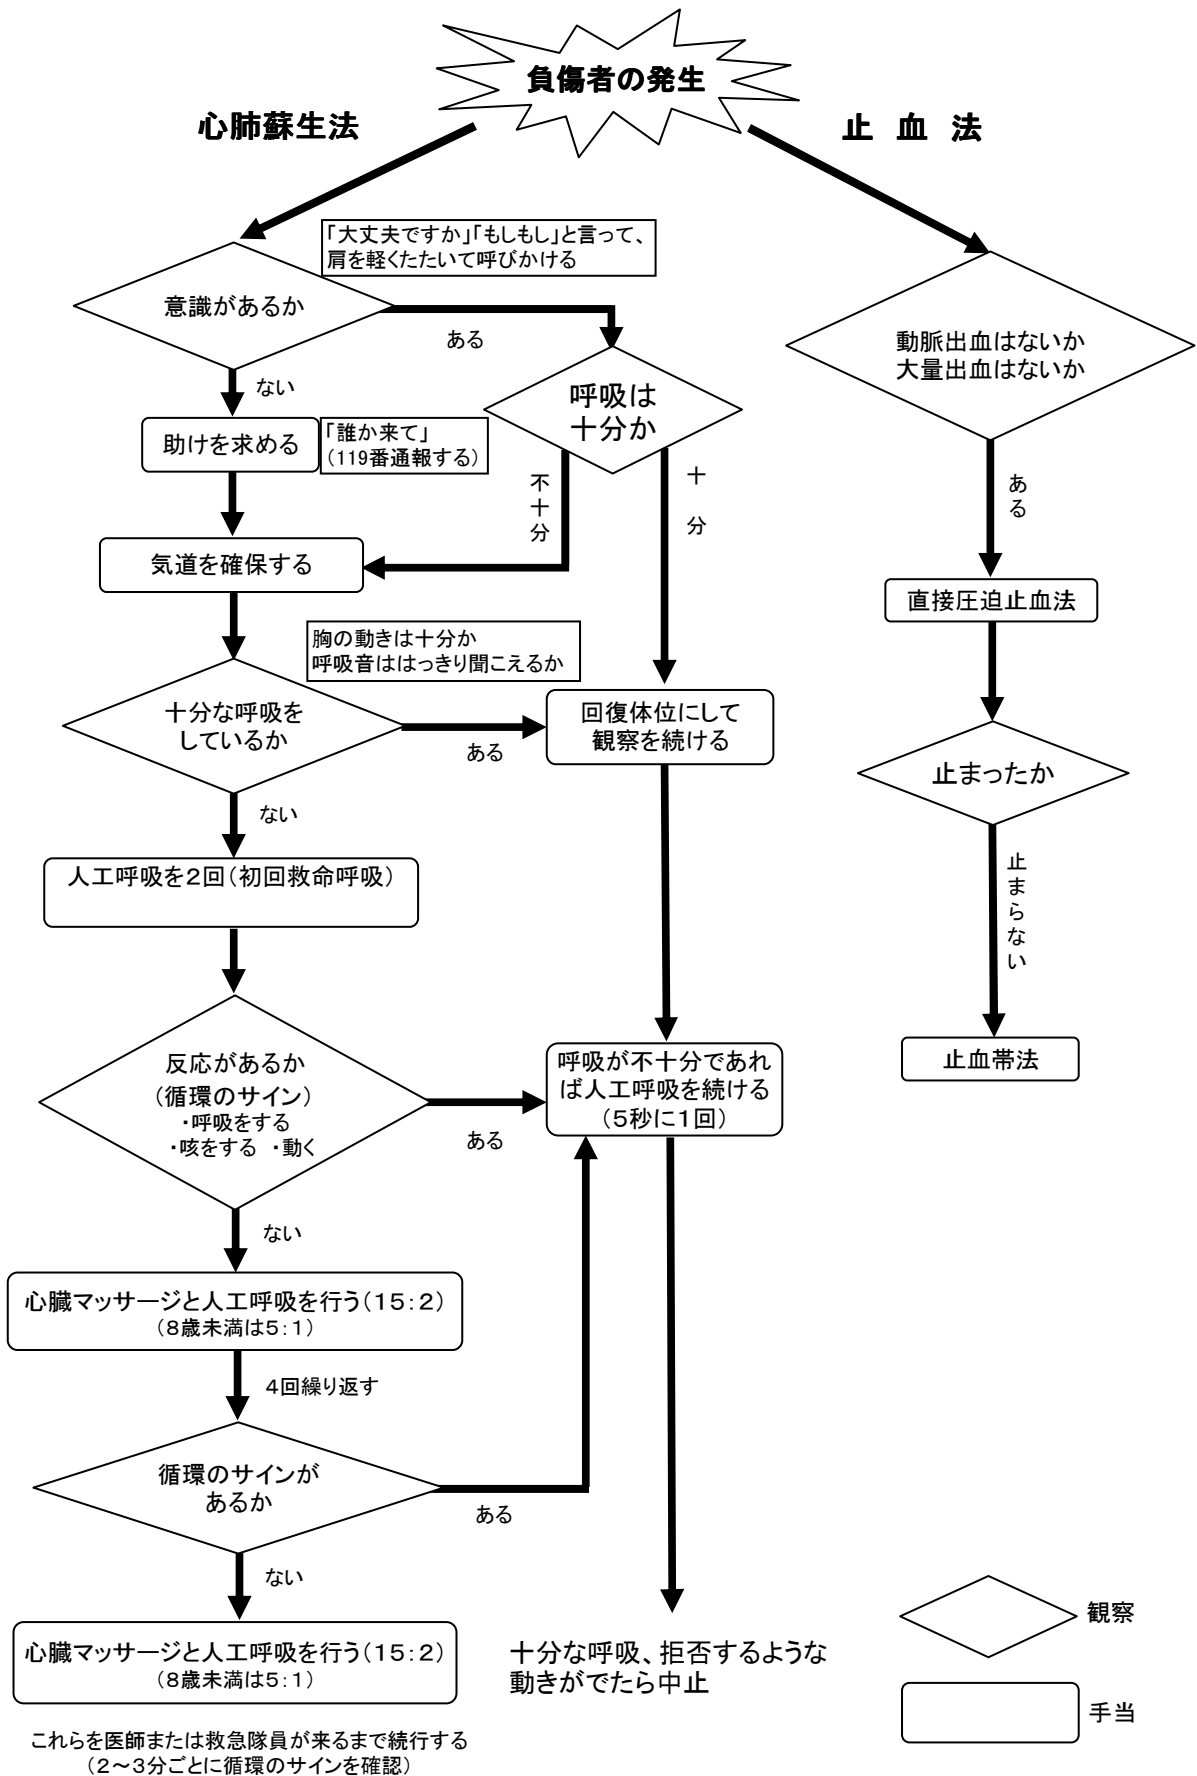 負傷者の発生
心肺蘇生法
止 血 法
「大丈夫ですか」「もしもし」と言って、
肩を軽くたたいて呼びかける
意識があるか
ある
ない
動脈出血はないか
大量出血はないか
呼吸は
十分か
助けを求める
「誰か来て」
（119番通報する）
不十分
十 分
ある
気道を確保する
直接圧迫止血法
胸の動きは十分か
呼吸音ははっきり聞こえるか
十分な呼吸を
しているか
ある
ない
回復体位にして
観察を続ける
止まったか
止まらない
人工呼吸を２回（初回救命呼吸）
反応があるか
（循環のサイン）
・呼吸をする
・咳をする ・動く
ある
ない
呼吸が不十分であれ
ば人工呼吸を続ける
（５秒に１回）
止血帯法
心臓マッサージと人工呼吸を行う（１５：２）
（８歳未満は５：１）
４回繰り返す
循環のサインが
あるか
ある
ない
心臓マッサージと人工呼吸を行う（１５：２）
（８歳未満は５：１）
十分な呼吸、拒否するような
動きがでたら中止
観察
手当
これらを医師または救急隊員が来るまで続行する
（２～３分ごとに循環のサインを確認）